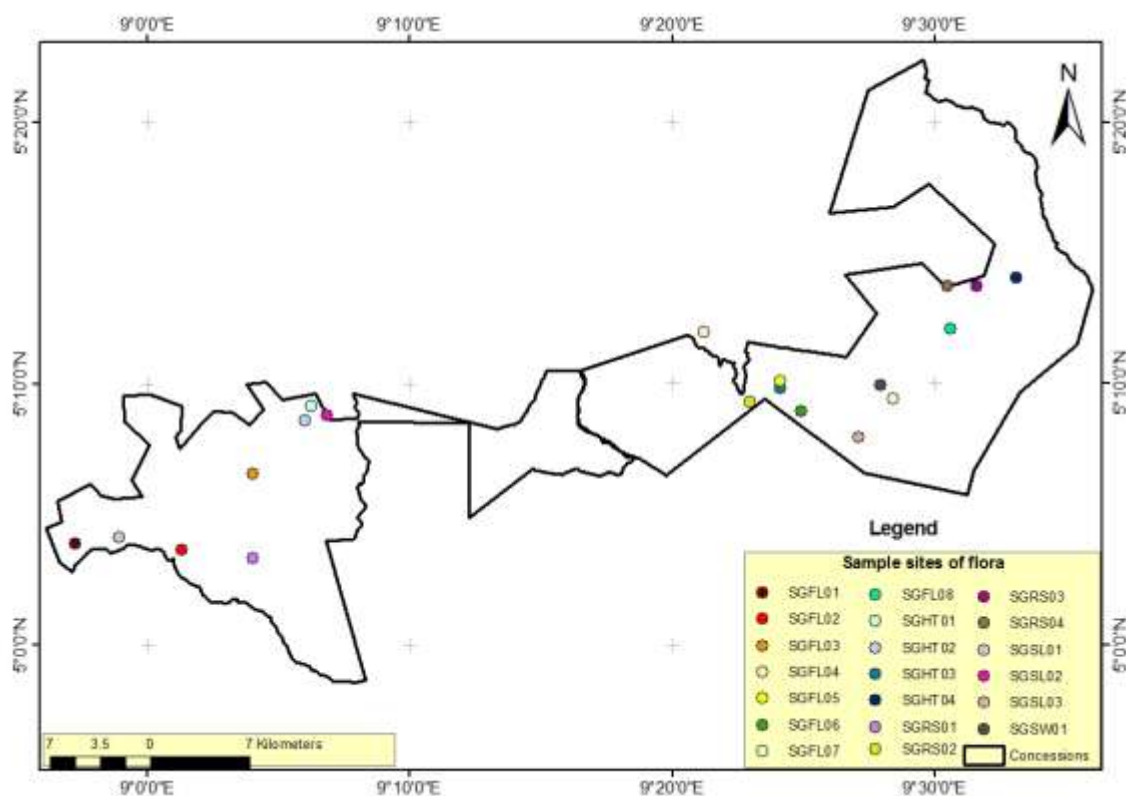 9°0'0"E 9°10'0"E 9°20'0"E 9°30'0"E
N
5°20'0"N 5°20'0"N
5°10'0"N 5°10'0"N
5°0'0"N 5°0'0"N
Legend
Sample sites of flora
SGFL01
SGFL02
SGFL03
SGFL04
SGFL05
SGFL06
SGFL07
SGFL08
SGHT01
SGHT02
SGHT03
SGHT04
SGRS01
SGRS02
SGRS03
SGRS04
SGSL01
SGSL02
SGSL03
SGSW01
Concessions
7 3.5 0 7 Kilometers
9°0'0"E 9°10'0"E 9°20'0"E 9°30'0"E